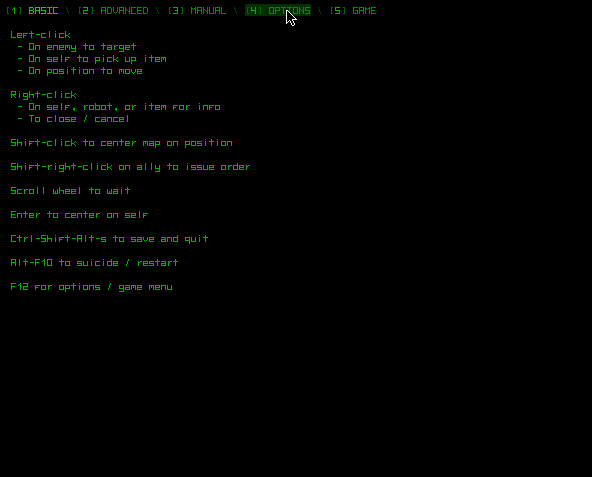 [1] BASIC \ [2] ADVANCED \ [3] MANUAL \ [4] OPTIONS \ [5] GAME
Left-click
- On enemy to target
- On self to pick up item
- On position to move
Right-click
- On self, robot, or item for info
- To close / cancel
Shift-click to center map on position
Shift-right-click on ally to issue order
Scroll wheel to wait
Enter to center on self
Ctrl-Shift-Alt-s to save and quit
Alt-F10 to suicide / restart
F12 for options / game menu